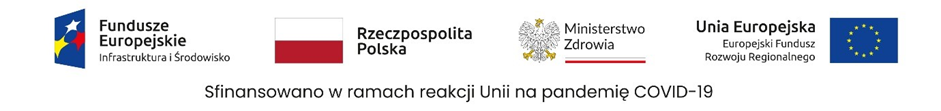 Fundusze
Europejskie
Infrastruktura i Środowisko
Rzeczpospolita
Polska
Ministerstwo
Zdrowia
Unia Europejska
Europejski Fundusz
Rozwoju Regionalnego
Sfinansowano w ramach reakcji Unii na pandemię COVID-19